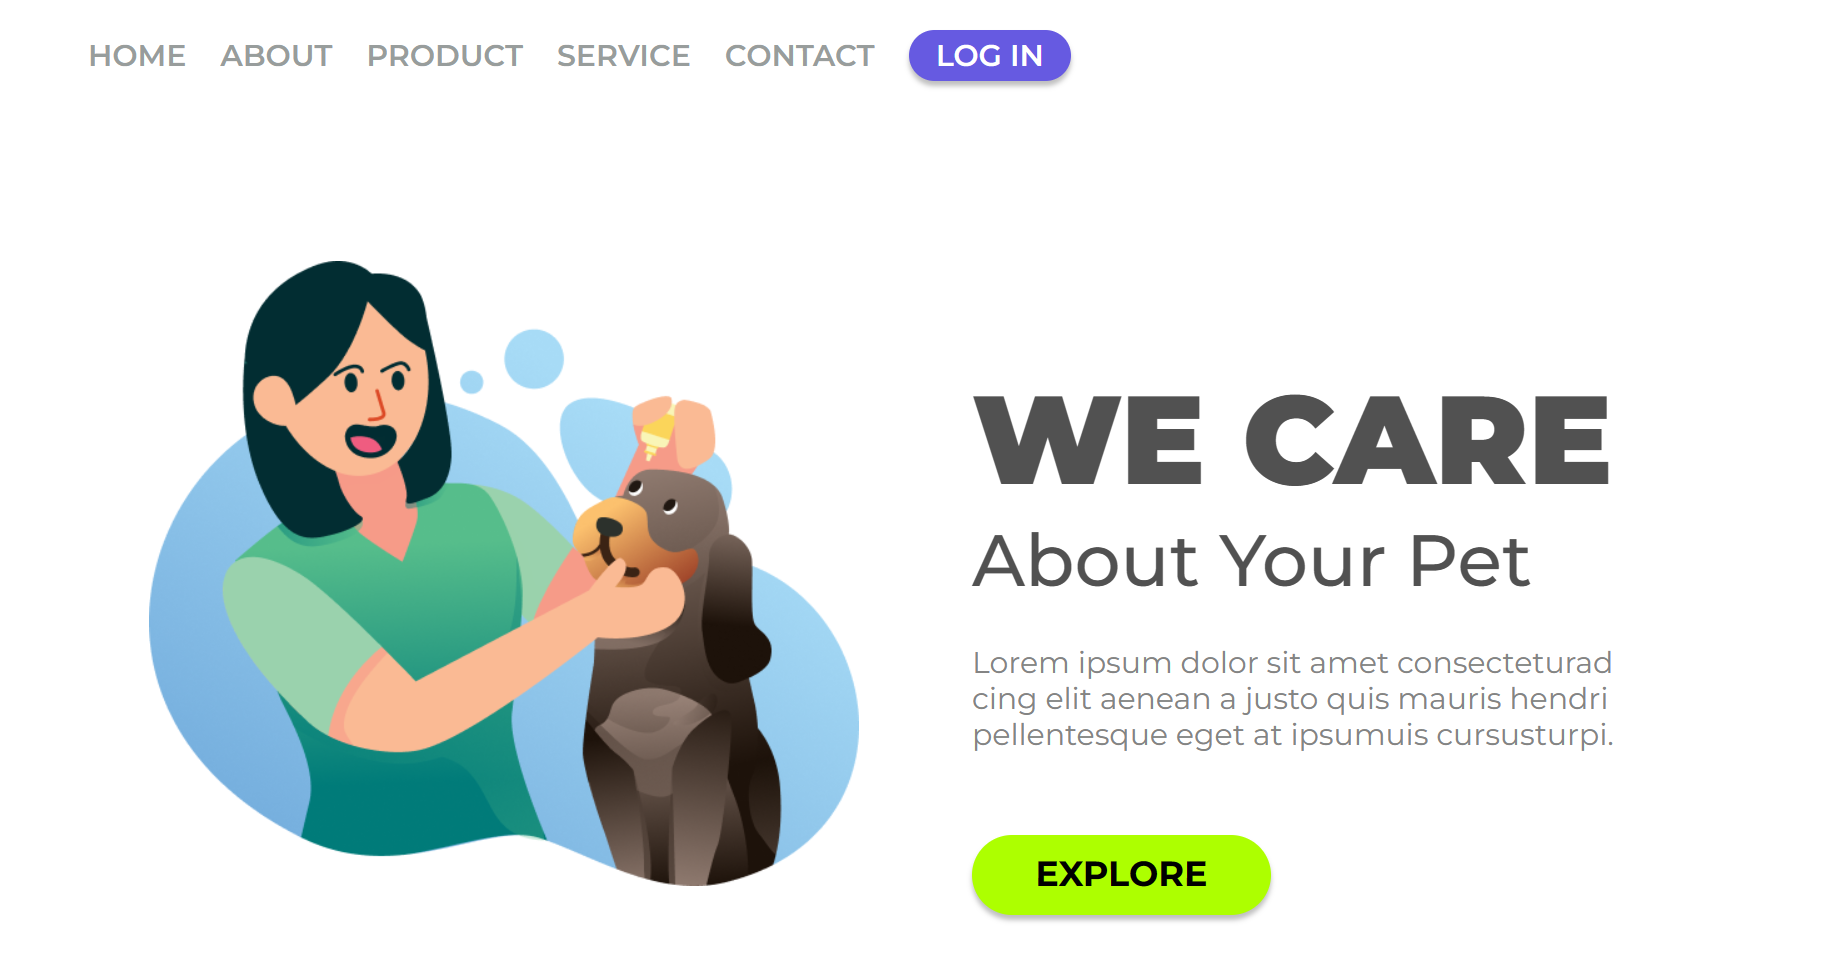 HOME ABOUT PRODUCT SERVICE CONTACT LOG IN
WE CARE
About Your Pet
Lorem ipsum dolor sit amet consecteturad
cing elit aenean a justo quis mauris hendri
pellentesque eget at ipsumuis cursusturpi.
EXPLORE